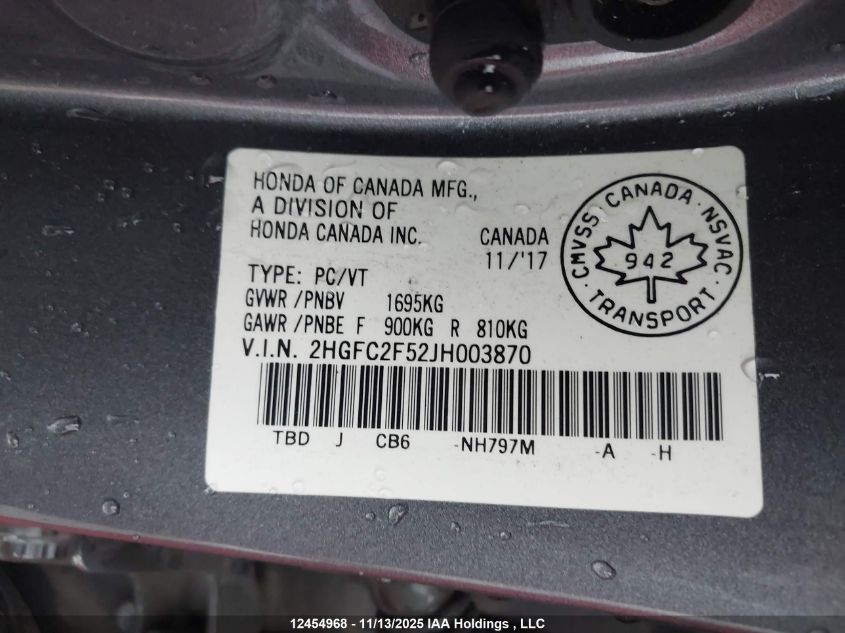 HONDA OF CANADA MFG.,
A DIVISION OF
HONDA CANADA INC. CANADA
11/'17
TYPE: PC/VT
GVWR /PNBV 1695KG
GAWR /PNBE F 900KG R 810KG
V.I.N. 2HGFC2F52JH003870
TBD J CB6 -NH797M -A -H
CMVSS · CANADA · NSVAC
942
· TRANSPORT ·
12454968 - 11/13/2025 IAA Holdings , LLC